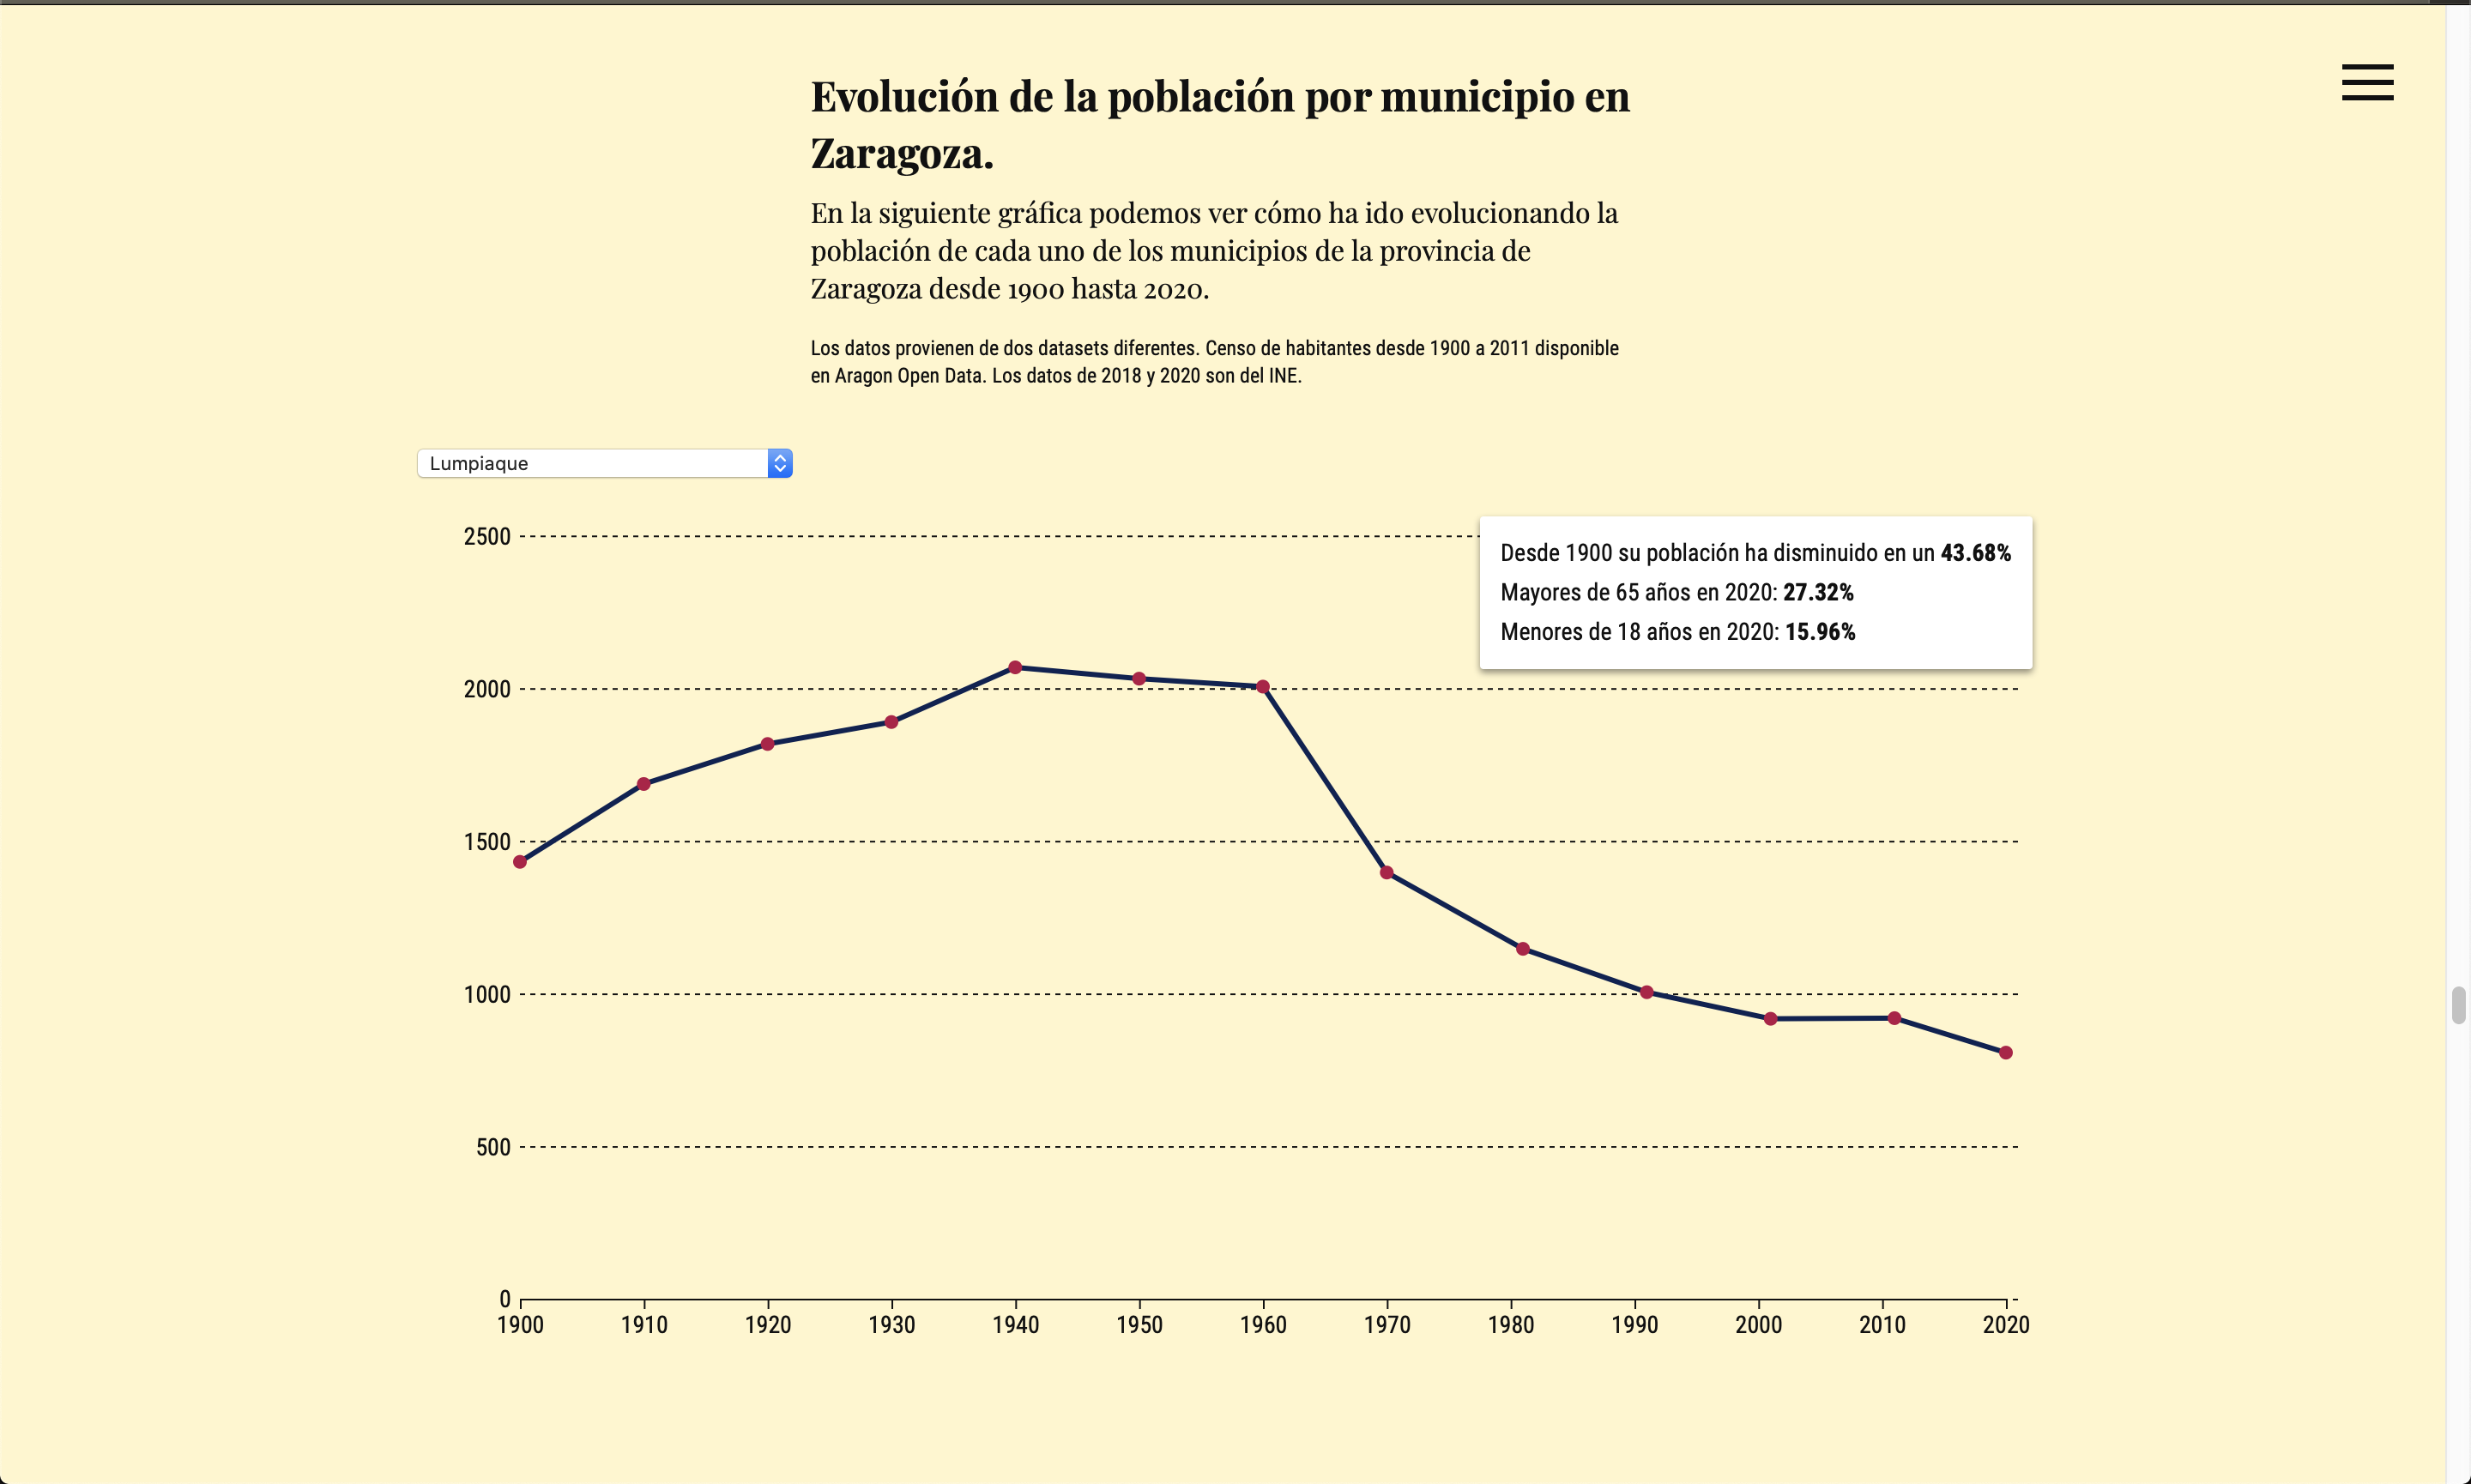 Evolución de la población por municipio en
Zaragoza.
En la siguiente gráfica podemos ver cómo ha ido evolucionando la
población de cada uno de los municipios de la provincia de
Zaragoza desde 1900 hasta 2020.
Los datos provienen de dos datasets diferentes. Censo de habitantes desde 1900 a 2011 disponible
en Aragon Open Data. Los datos de 2018 y 2020 son del INE.
Lumpiaque
Desde 1900 su población ha disminuido en un 43.68%
Mayores de 65 años en 2020: 27.32%
Menores de 18 años en 2020: 15.96%
2500
2000
1500
1000
500
0
1900 1910 1920 1930 1940 1950 1960 1970 1980 1990 2000 2010 2020